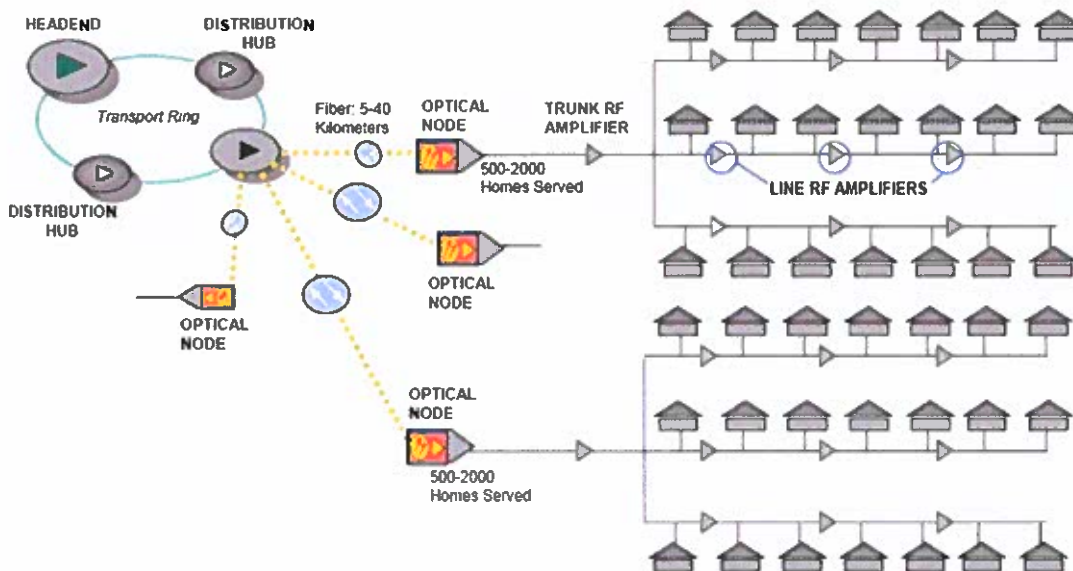 HEADEND
DISTRIBUTION
HUB
Transport Ring
DISTRIBUTION
HUB
Fiber: 5-40
Kilometers
OPTICAL
NODE
TRUNK RF
AMPLIFIER
500-2000
Homes Served
LINE RF AMPLIFIERS
OPTICAL
NODE
OPTICAL
NODE
OPTICAL
NODE
500-2000
Homes Served